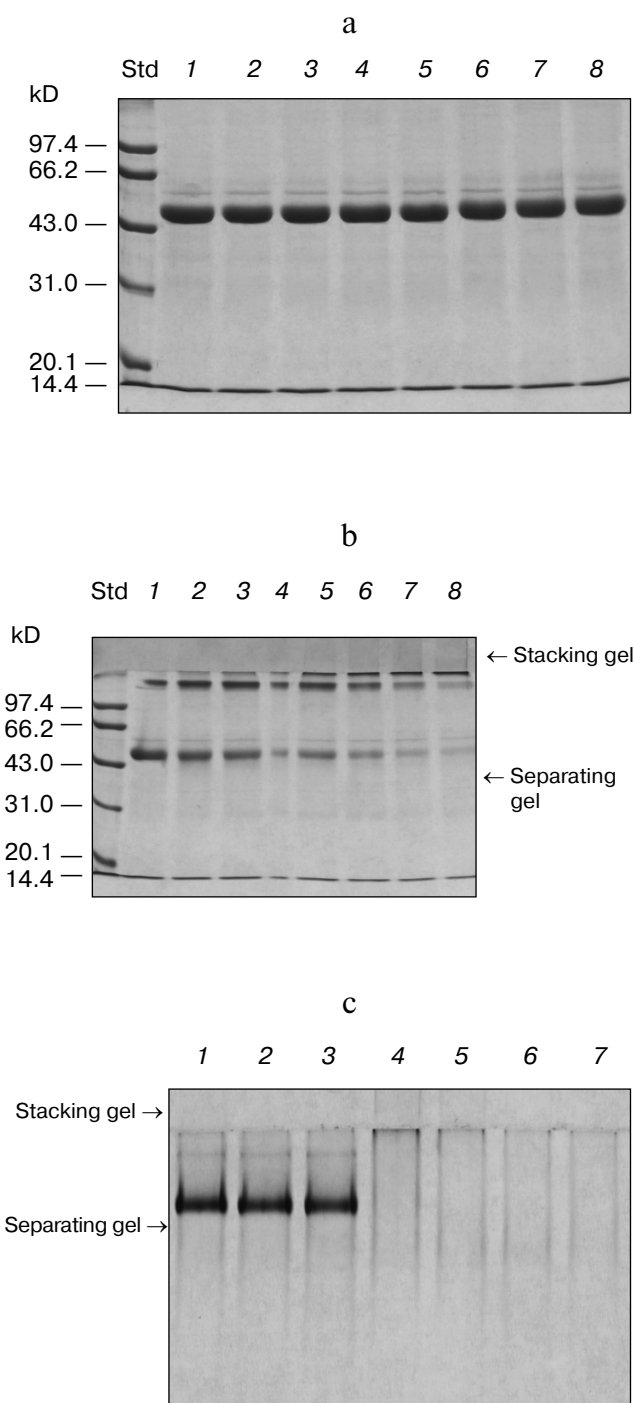 a
Std 1 2 3 4 5 6 7 8
kD
97.4 —
66.2 —
43.0 —
31.0 —
20.1 —
14.4 —
b
Std 1 2 3 4 5 6 7 8
kD
← Stacking gel
97.4 —
66.2 —
43.0 —
← Separating
gel
31.0 —
20.1 —
14.4 —
c
1 2 3 4 5 6 7
Stacking gel →
Separating gel →